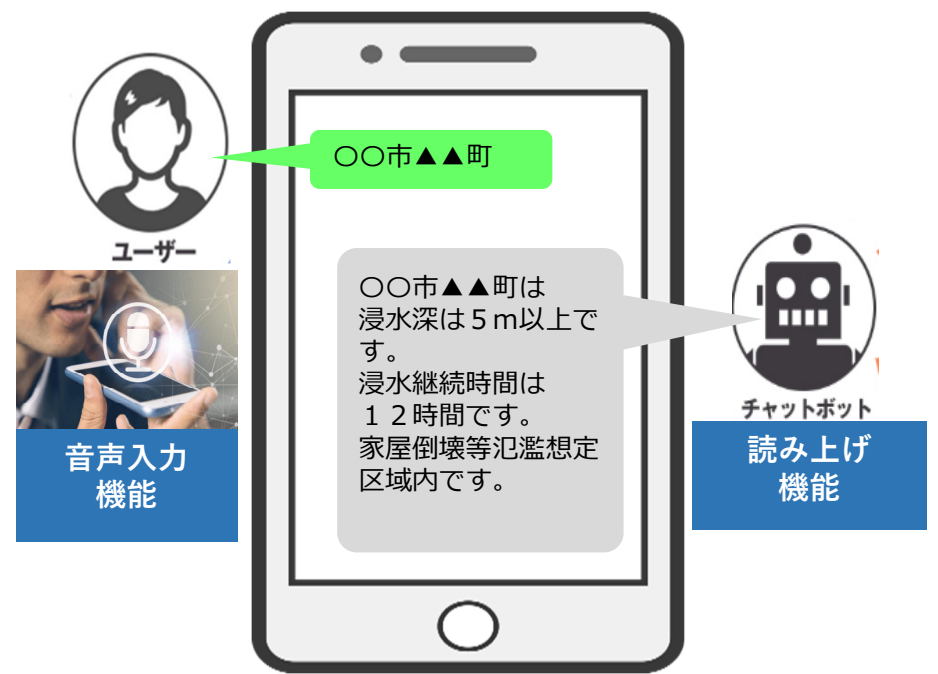 〇〇市▲▲町
ユーザー
〇〇市▲▲町は
浸水深は５ｍ以上で
す。
浸水継続時間は
１２時間です。
家屋倒壊等氾濫想定
区域内です。
チャットボット
音声入力
機能
読み上げ
機能